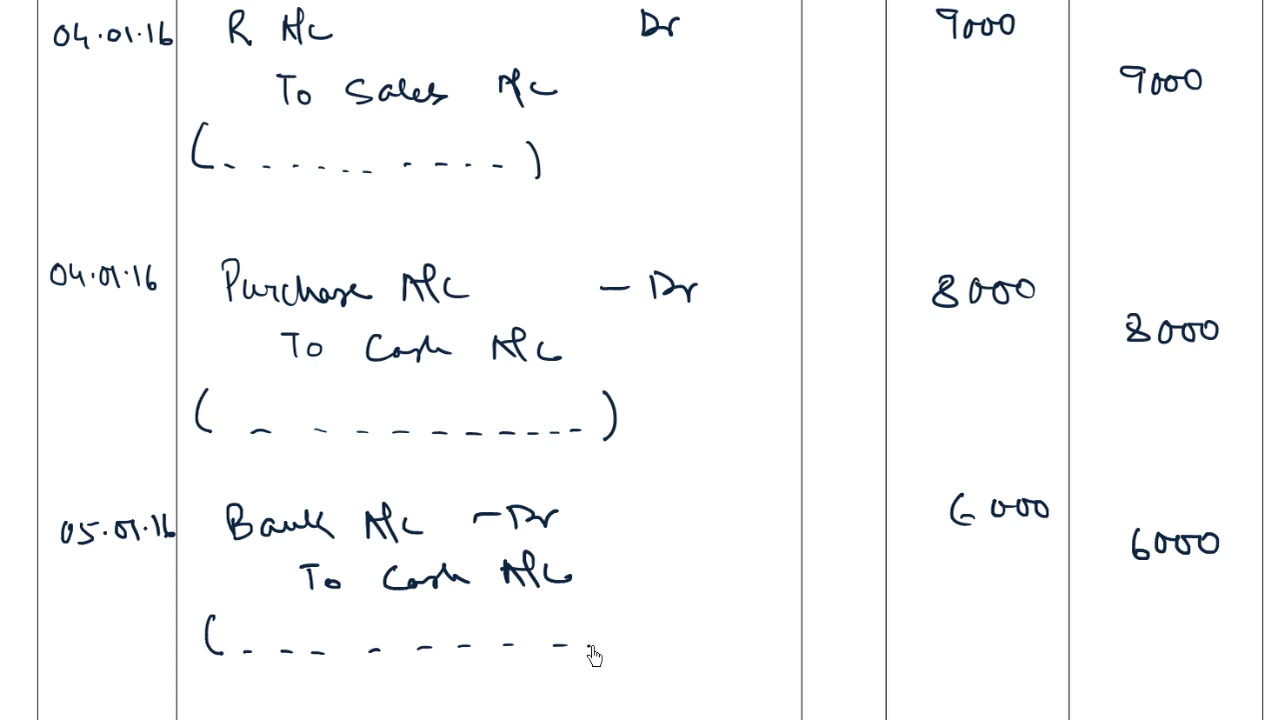 04.01.16 R A/c Dr 9000
To Sales A/c 9000
(. - - . . . . - - - - )
04.01.16 Purchase A/c - Dr 8000
To Cash A/c 8000
( - - - - - - - - - - - )
05.01.16 Bank A/c - Dr 6000
To Cash A/c 6000
( - - - - - - - - -